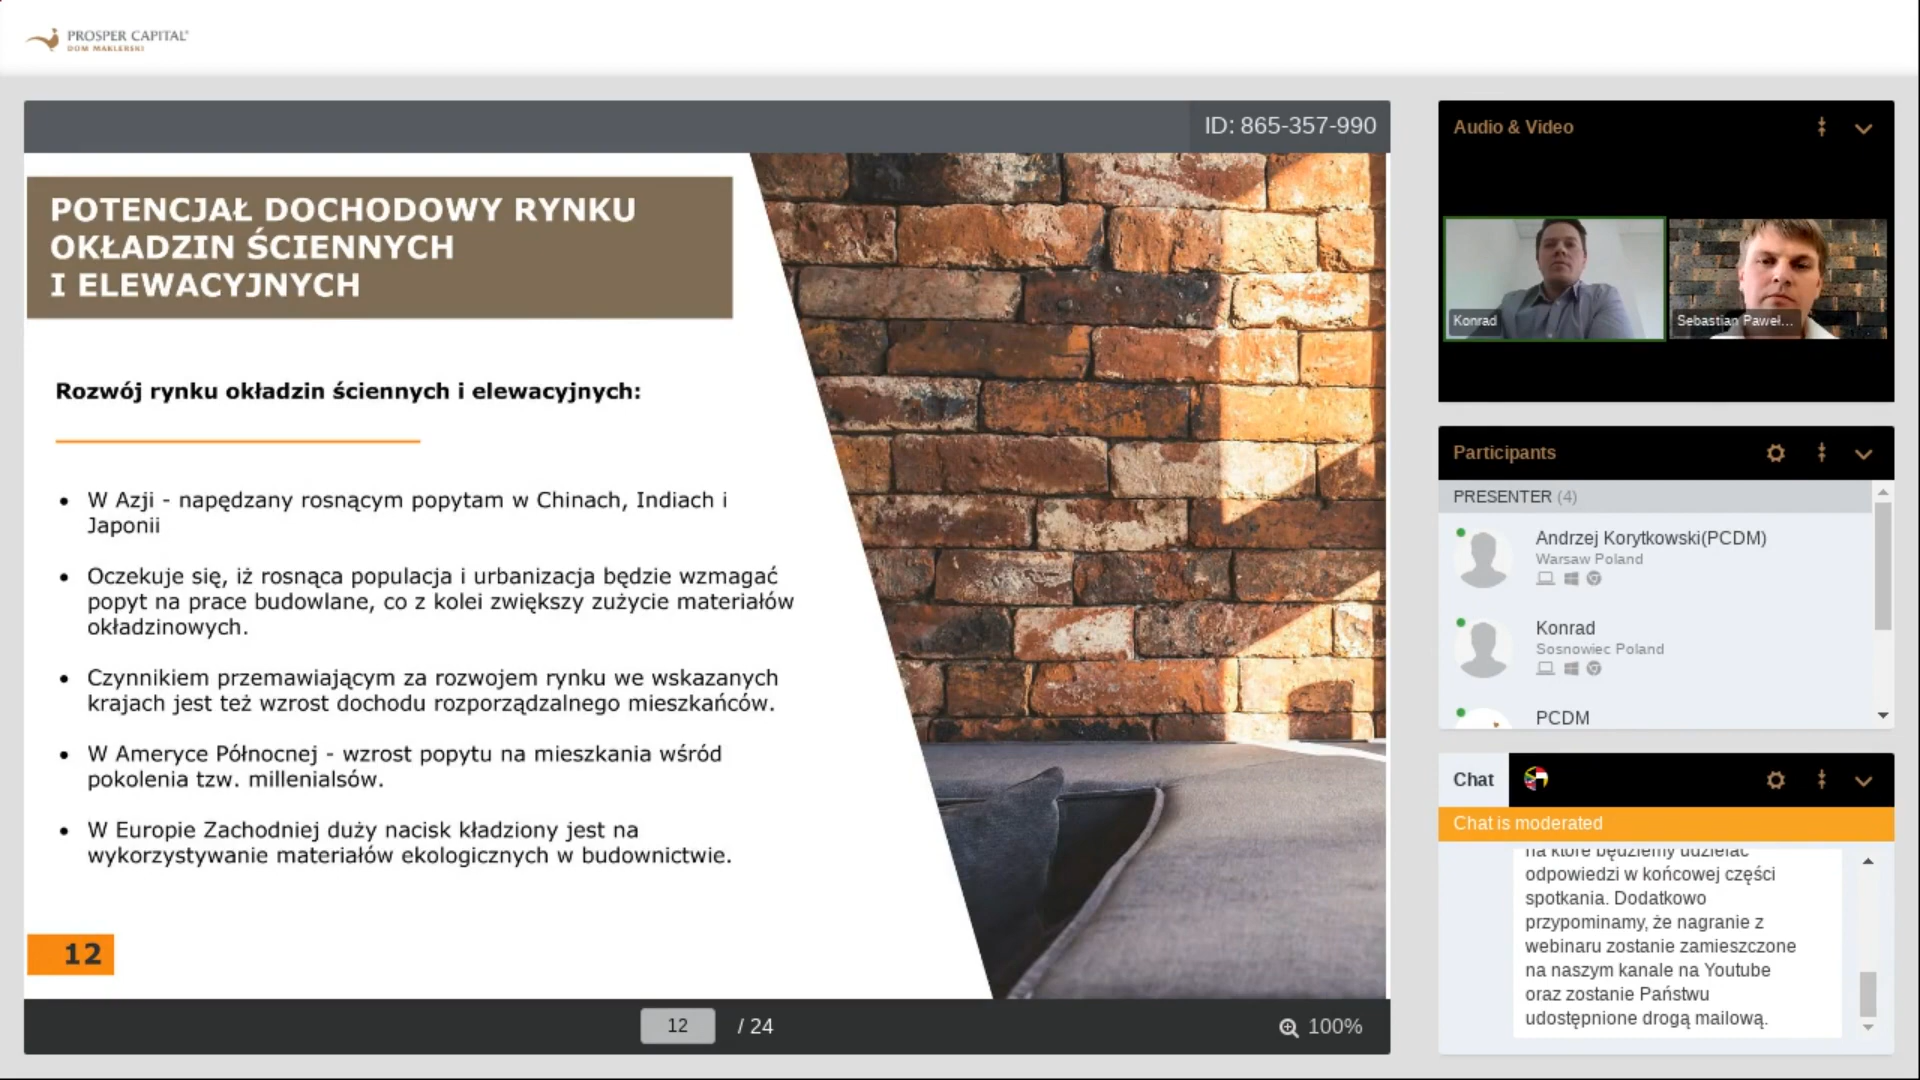 PROSPER CAPITAL
DOM MAKLERSKI
ID: 865-357-990
POTENCJAŁ DOCHODOWY RYNKU
OKŁADZIN ŚCIENNYCH
I ELEWACYJNYCH
Rozwój rynku okładzin ściennych i elewacyjnych:
• W Azji - napędzany rosnącym popytam w Chinach, Indiach i
Japonii
• Oczekuje się, iż rosnąca populacja i urbanizacja będzie wzmagać
popyt na prace budowlane, co z kolei zwiększy zużycie materiałów
okładzinowych.
• Czynnikiem przemawiającym za rozwojem rynku we wskazanych
krajach jest też wzrost dochodu rozporządzalnego mieszkańców.
• W Ameryce Północnej - wzrost popytu na mieszkania wśród
pokolenia tzw. millenialsów.
• W Europie Zachodniej duży nacisk kładziony jest na
wykorzystywanie materiałów ekologicznych w budownictwie.
12
12 / 24
100%
Audio & Video
Konrad
Sebastian Paweł...
Participants
PRESENTER (4)
Andrzej Korytkowski(PCDM)
Warsaw Poland
Konrad
Sosnowiec Poland
PCDM
Chat
Chat is moderated
na które będziemy udzielać
odpowiedzi w końcowej części
spotkania. Dodatkowo
przypominamy, że nagranie z
webinaru zostanie zamieszczone
na naszym kanale na Youtube
oraz zostanie Państwu
udostępnione drogą mailową.